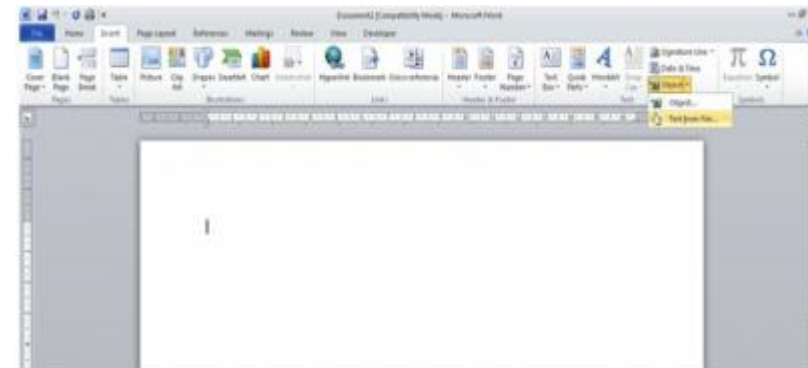 Document2 [Compatibility Mode] - Microsoft Word
File Home Insert Page Layout References Mailings Review View Developer
Cover Page Blank Page Page Break Table Picture Clip Art Shapes SmartArt Chart Screenshot Hyperlink Bookmark Cross-reference Header Footer Page Number Text Box Quick Parts WordArt Drop Cap Signature Line Equation Symbol
Date & Time
Object
Pages Tables Illustrations Links Header & Footer Text Symbols
Object...
Text from File...